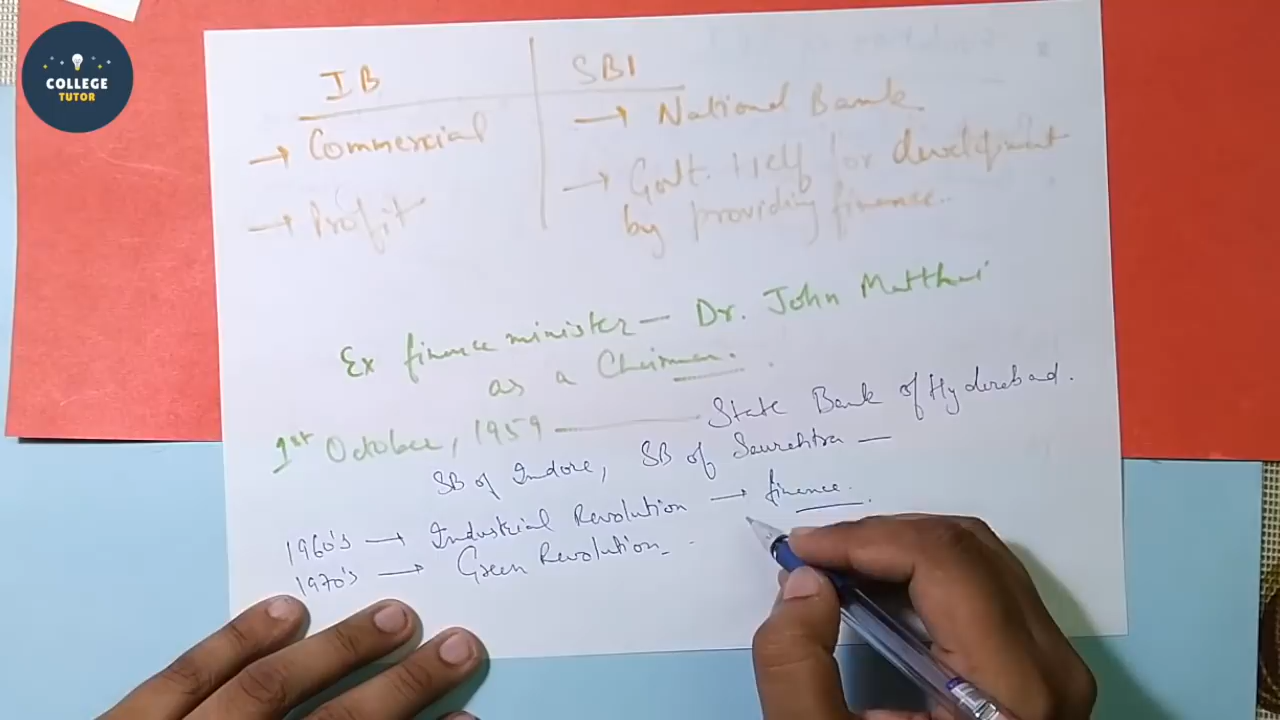 COLLEGE
TUTOR
IB
SBI
→ Commercial
→ National Bank
→ Profit
→ Govt. Help for development
by providing finance.
Ex finance minister — Dr. John Matthai
as a Chairman.
1st October, 1959 — State Bank of Hyderabad.
SB of Indore, SB of Saurashtra —
1960's → Industrial Revolution → finance.
1970's → Green Revolution